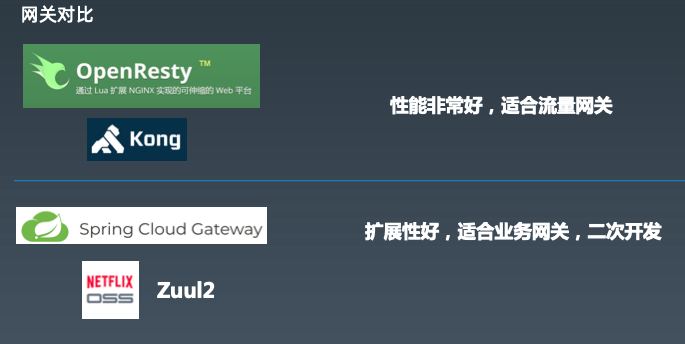 网关对比
OpenResty ™
通过 Lua 扩展 NGINX 实现的可伸缩的 Web 平台
性能非常好，适合流量网关
Kong
Spring Cloud Gateway
扩展性好，适合业务网关，二次开发
NETFLIX
OSS
Zuul2